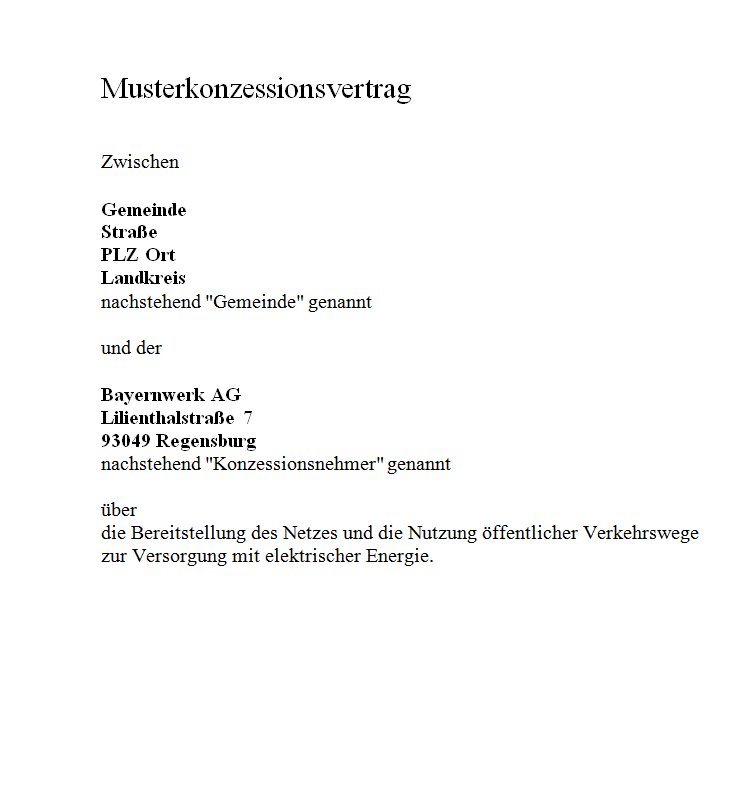 Musterkonzessionsvertrag
Zwischen
Gemeinde
Straße
PLZ Ort
Landkreis
nachstehend "Gemeinde" genannt
und der
Bayernwerk AG
Lilienthalstraße 7
93049 Regensburg
nachstehend "Konzessionsnehmer" genannt
über
die Bereitstellung des Netzes und die Nutzung öffentlicher Verkehrswege
zur Versorgung mit elektrischer Energie.